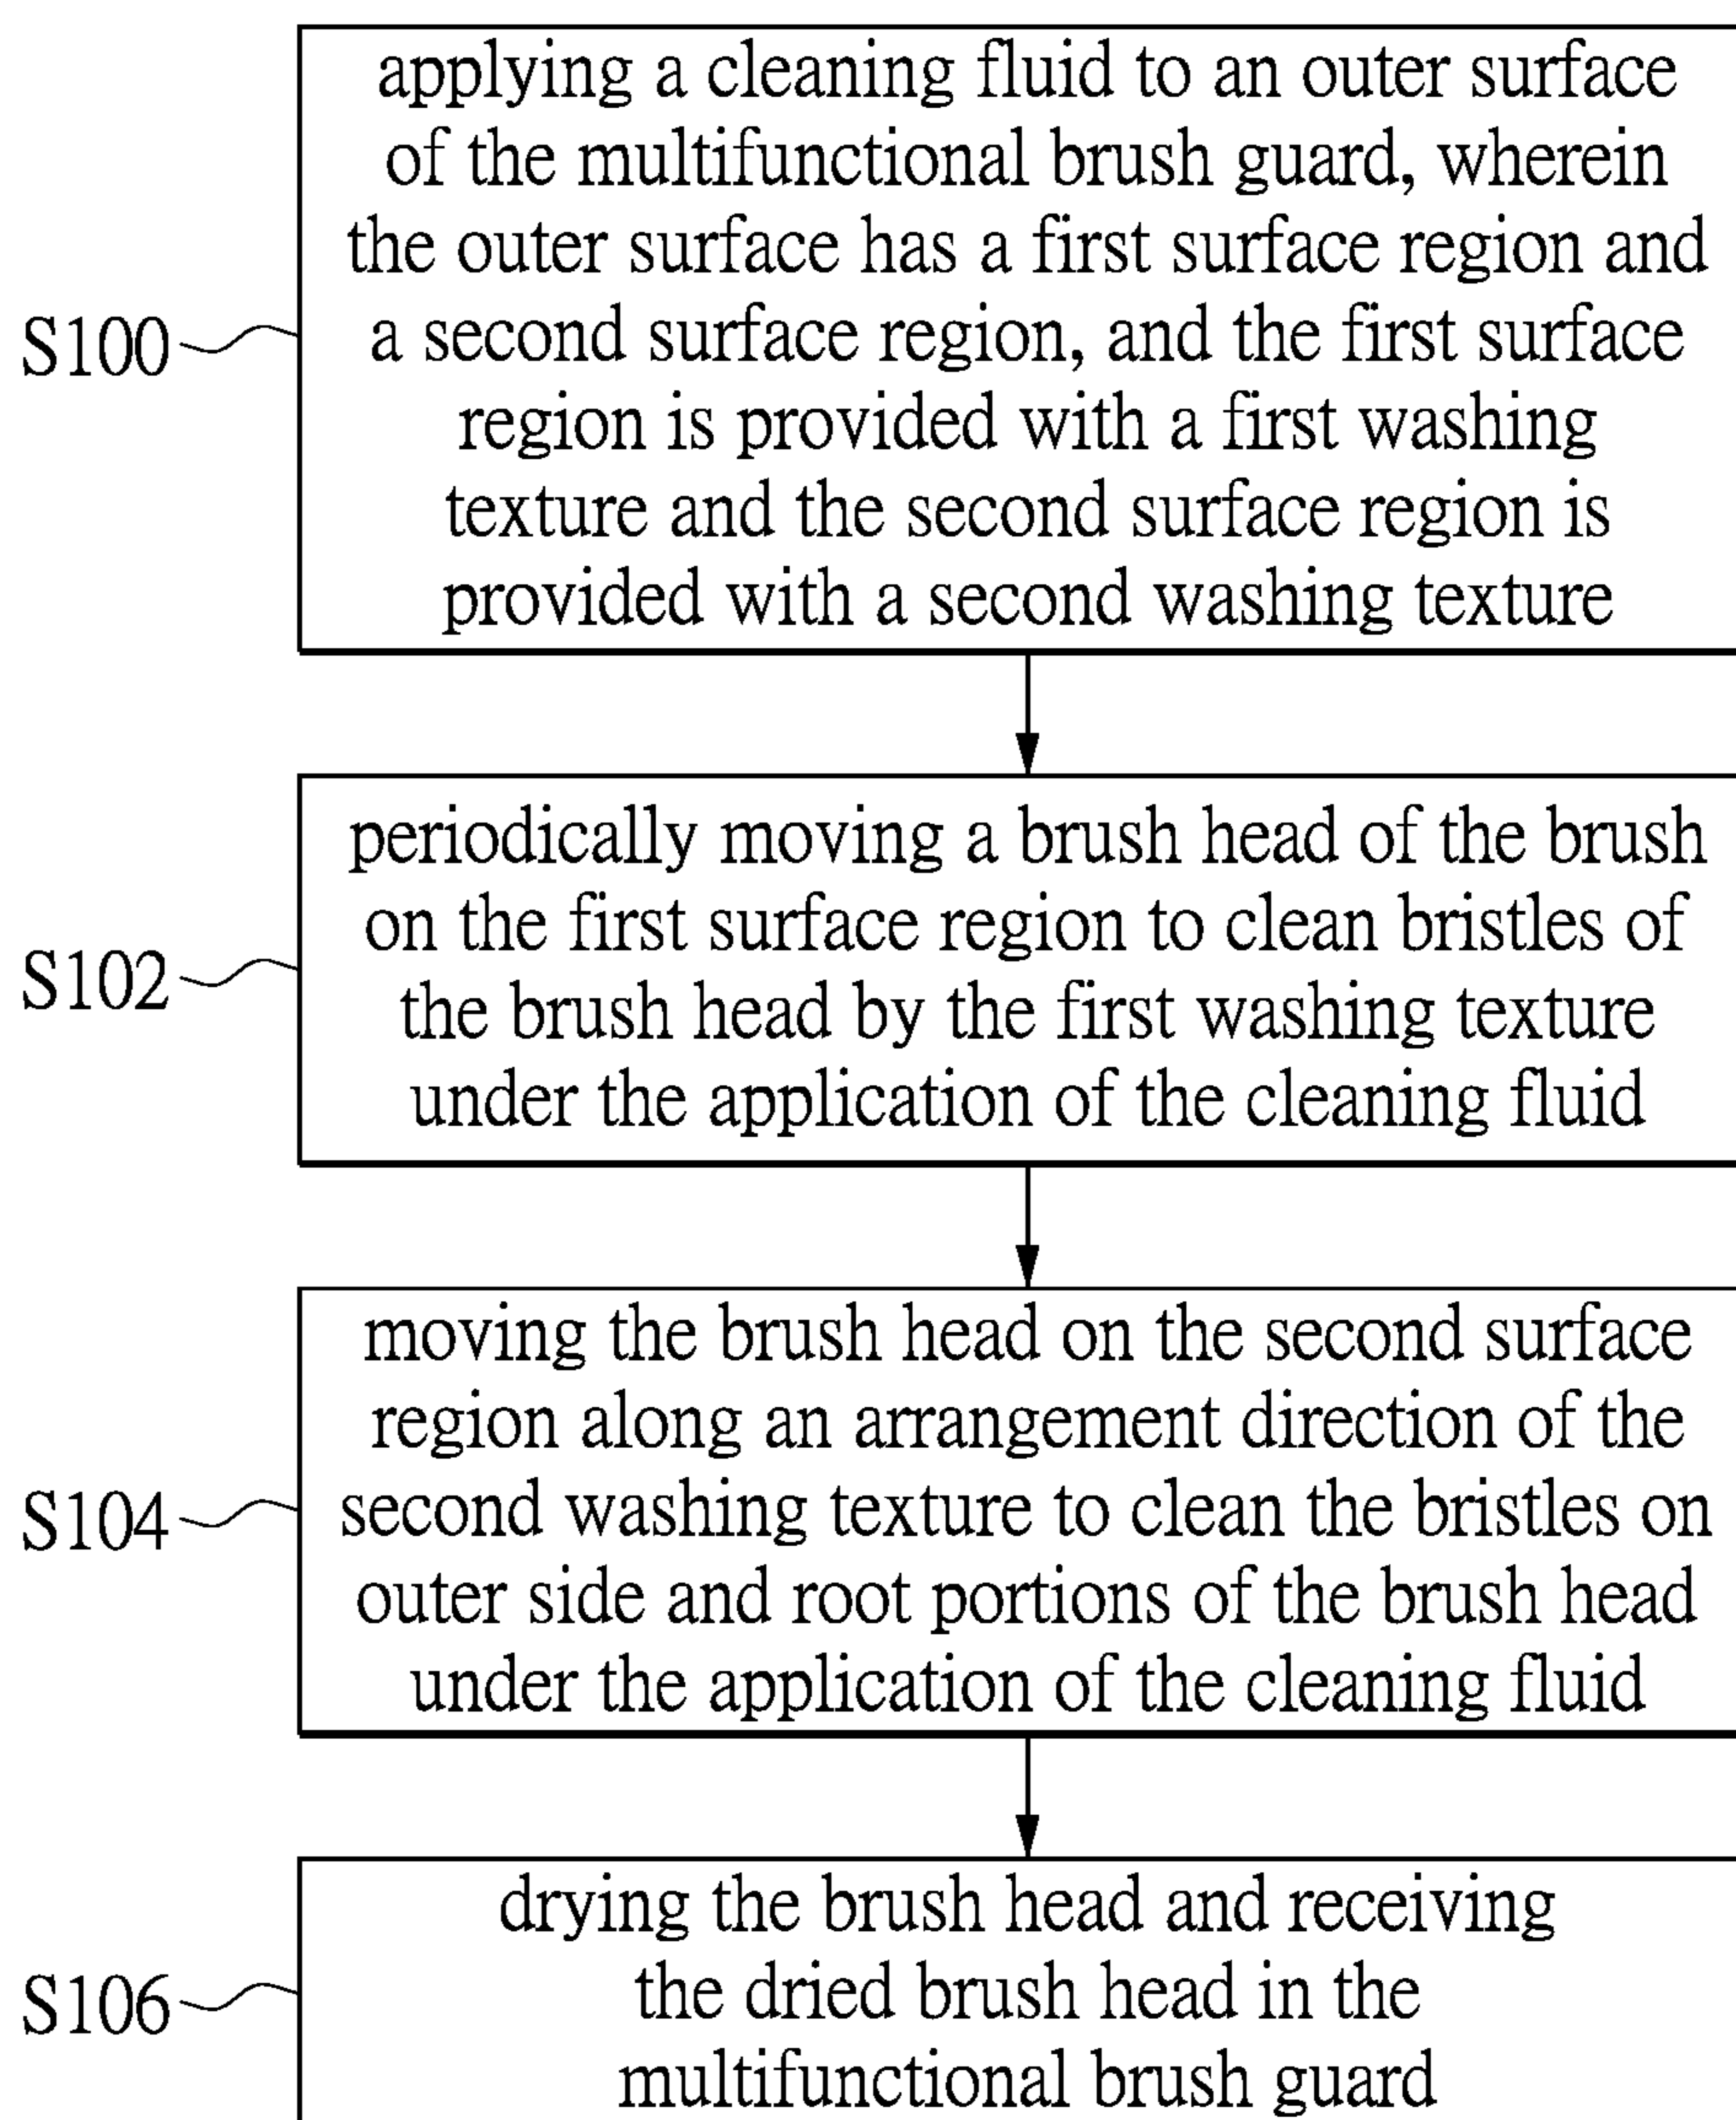 applying a cleaning fluid to an outer surface
of the multifunctional brush guard, wherein
the outer surface has a first surface region and
S100 a second surface region, and the first surface
region is provided with a first washing
texture and the second surface region is
provided with a second washing texture
periodically moving a brush head of the brush
on the first surface region to clean bristles of
S102 the brush head by the first washing texture
under the application of the cleaning fluid
moving the brush head on the second surface
region along an arrangement direction of the
S104 second washing texture to clean the bristles on
outer side and root portions of the brush head
under the application of the cleaning fluid
drying the brush head and receiving
S106 the dried brush head in the
multifunctional brush guard